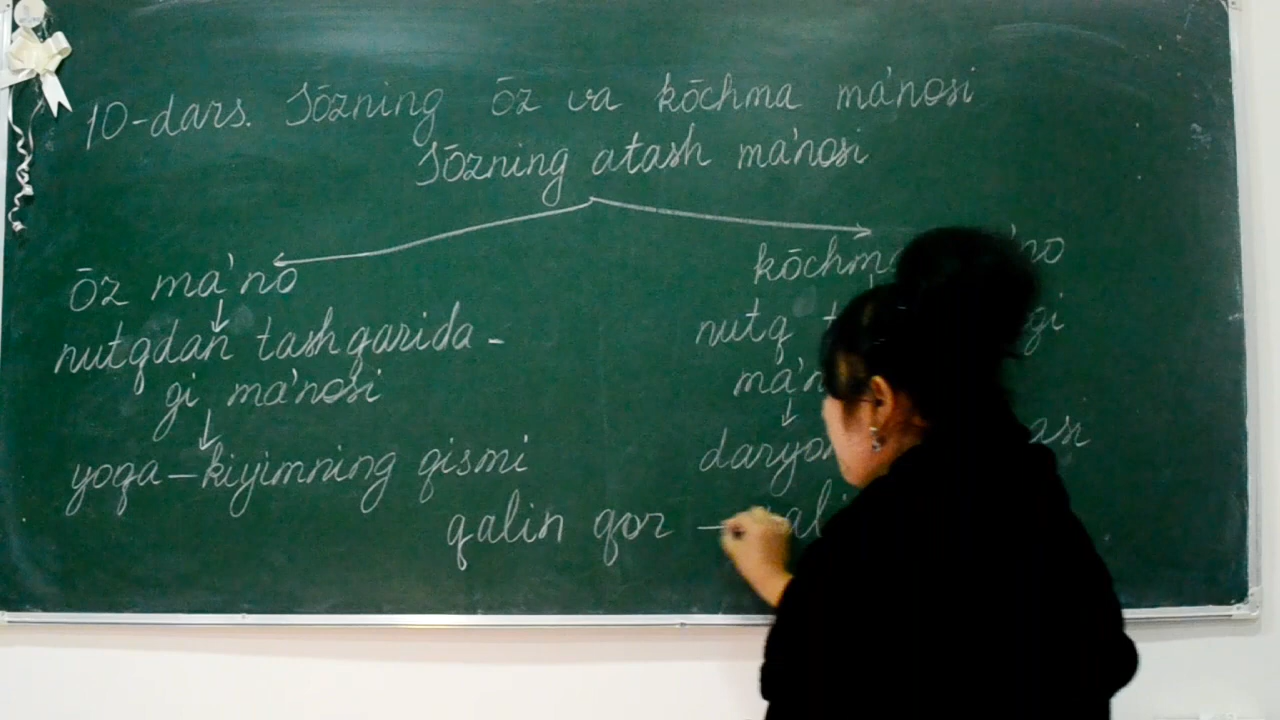 10-dars. Sōzning ōz va kōchma ma'nosi
Sōzning atash ma'nosi
ōz ma'no
nutqdan tashqarida-
gi ma'nosi
yoqa – kiyimning qismi
kōchma
nutq
daryo
qalin qor –